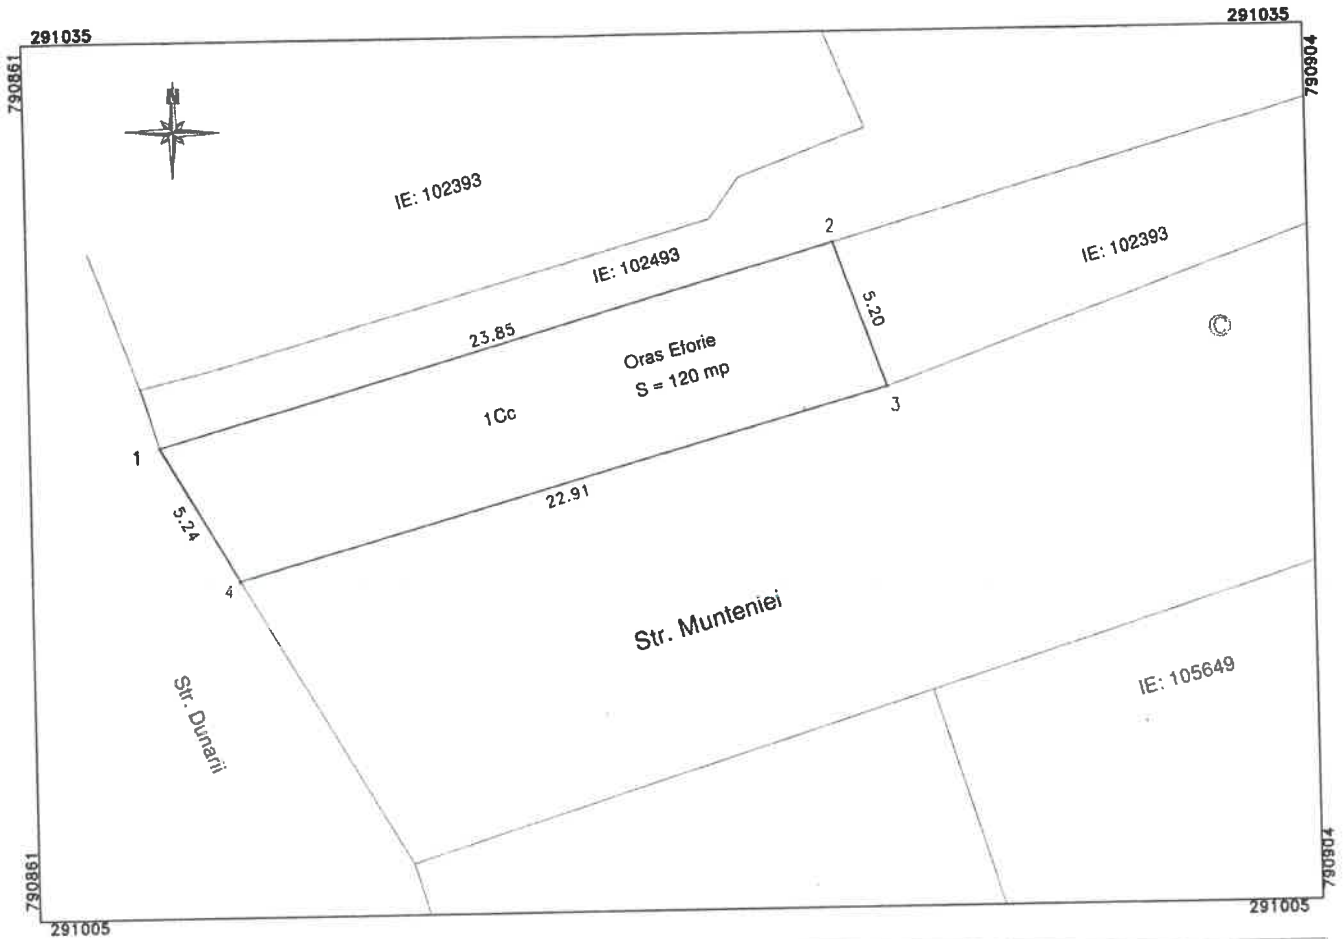 291035
291035
790861
790904
N
IE: 102393
2
IE: 102493
IE: 102393
5.20
23.85
Oras Eforie
S = 120 mp
©
1Cc
3
1
22.91
5.24
4
Str. Munteniei
IE: 105649
Str. Dunarii
790861
790904
291005
291005